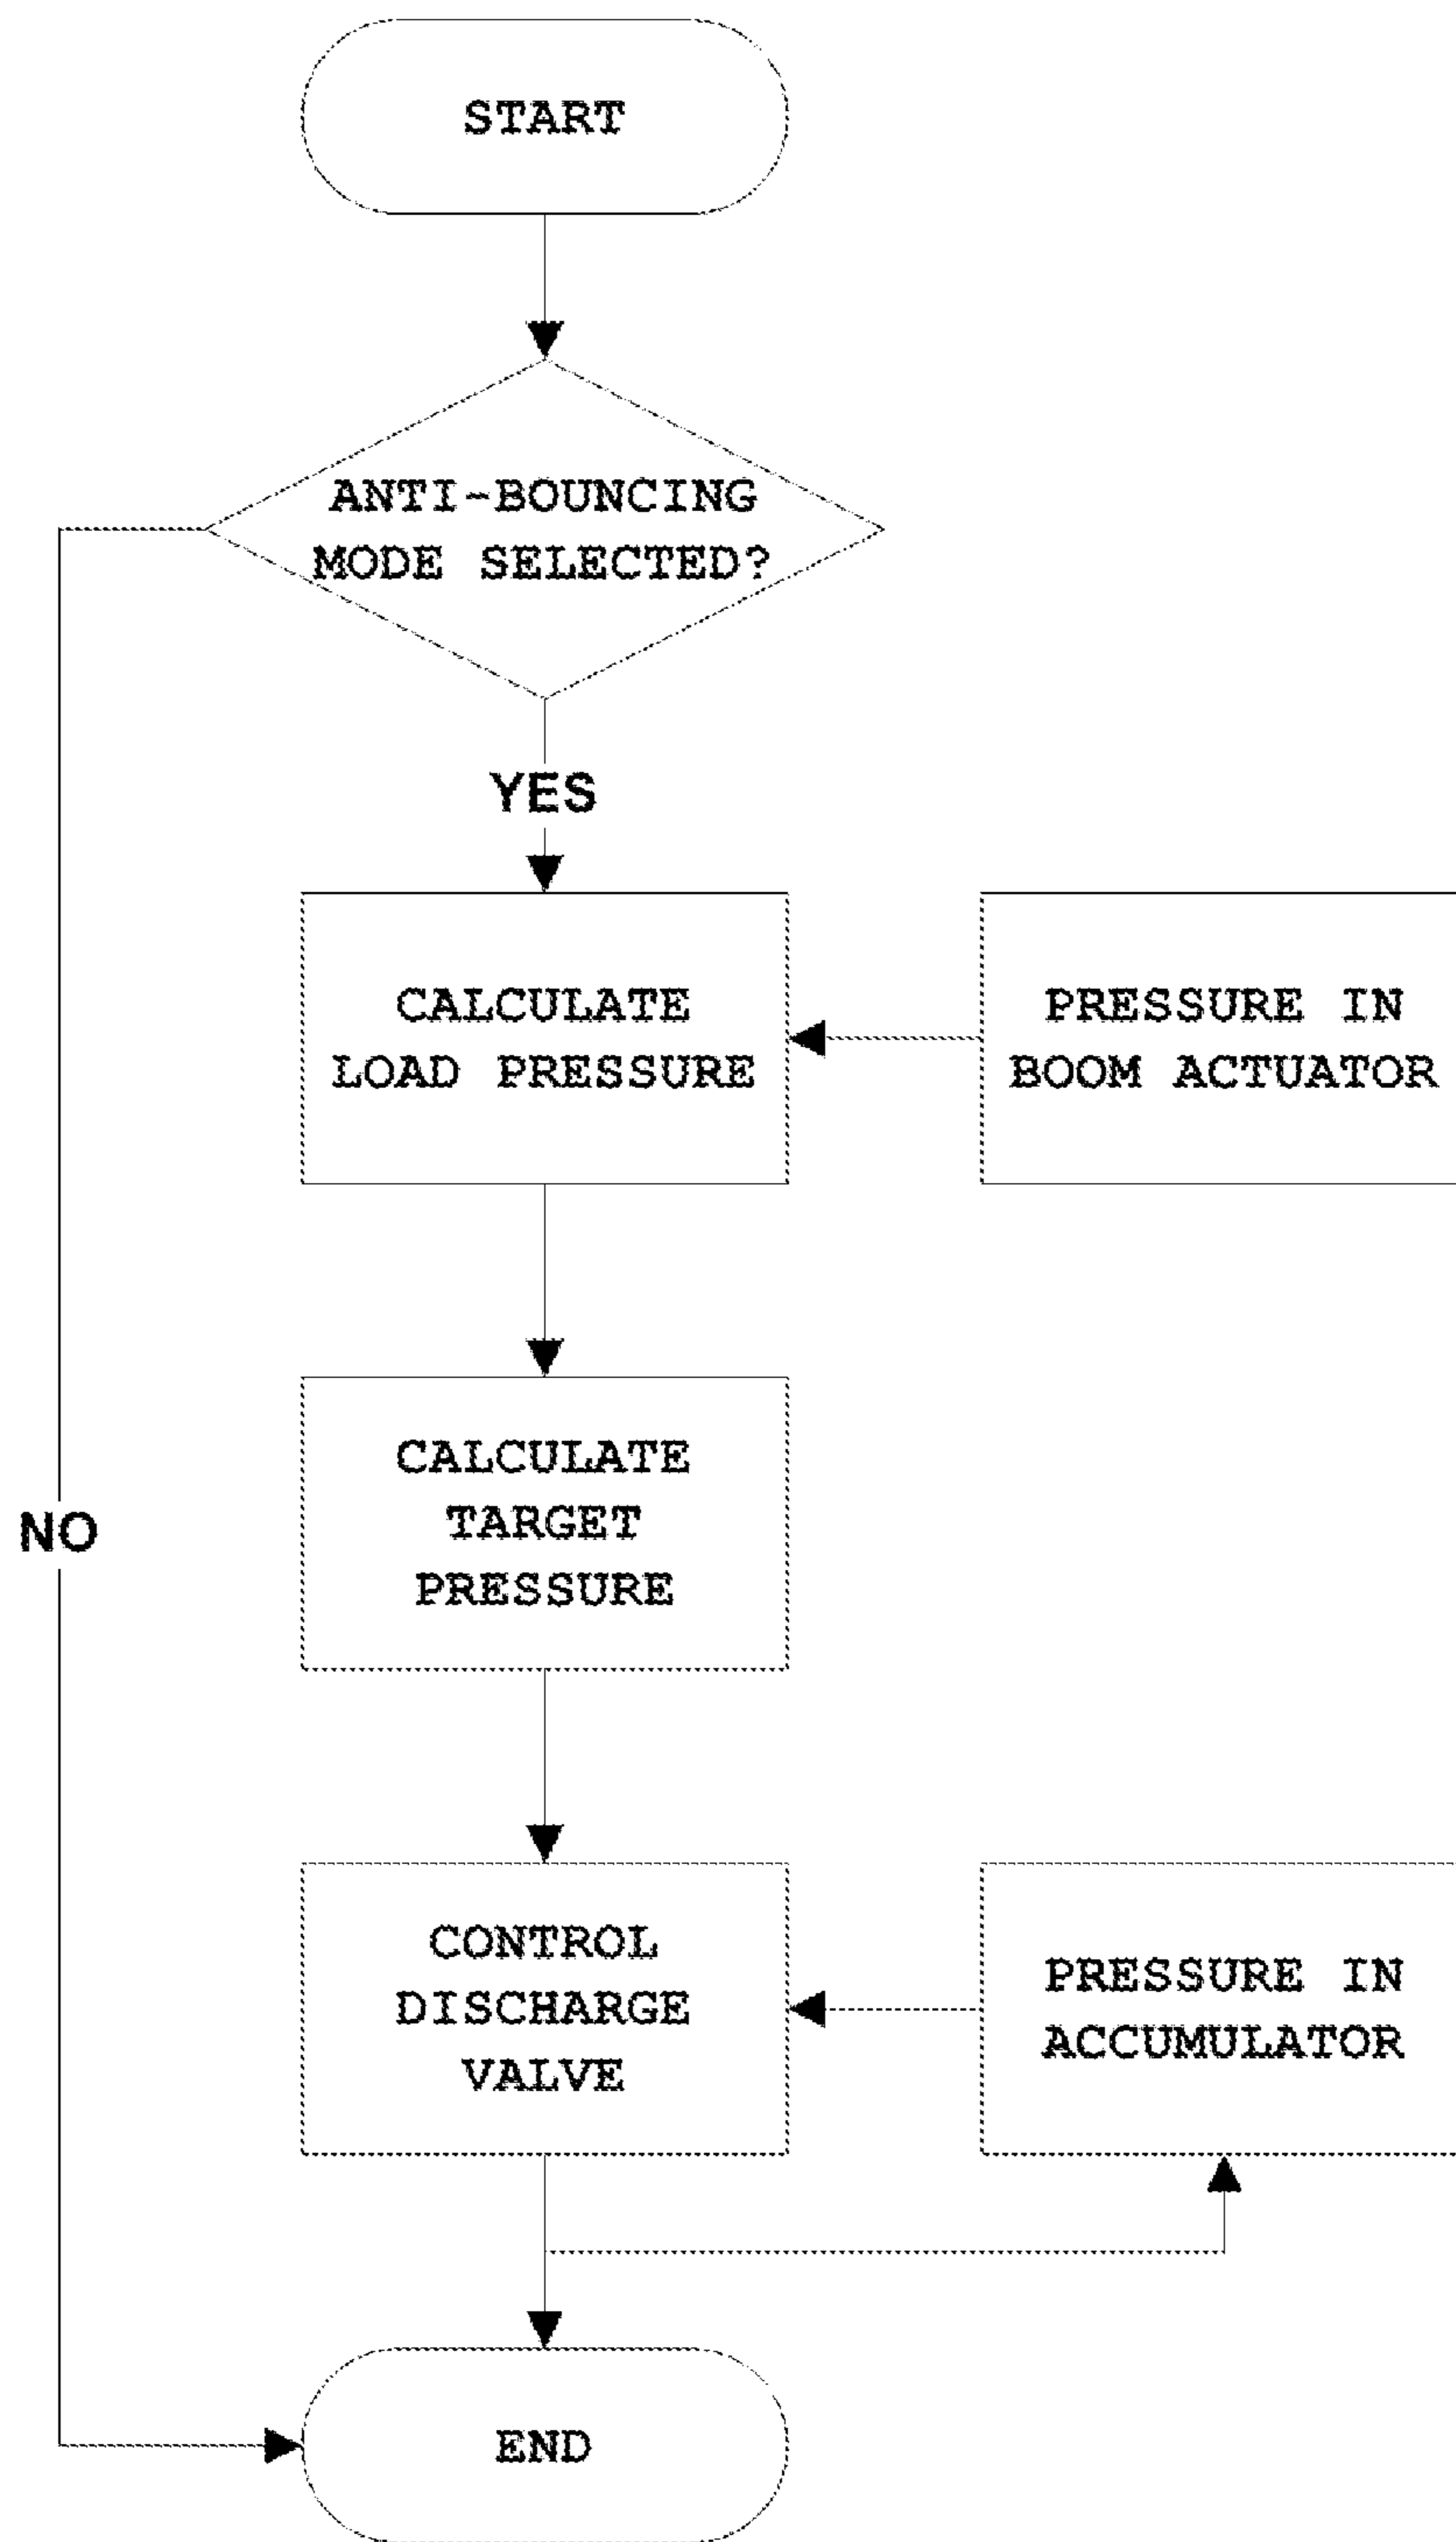 START
ANTI-BOUNCING
MODE SELECTED?
YES
CALCULATE
LOAD PRESSURE
PRESSURE IN
BOOM ACTUATOR
CALCULATE
TARGET
PRESSURE
NO
CONTROL
DISCHARGE
VALVE
PRESSURE IN
ACCUMULATOR
END